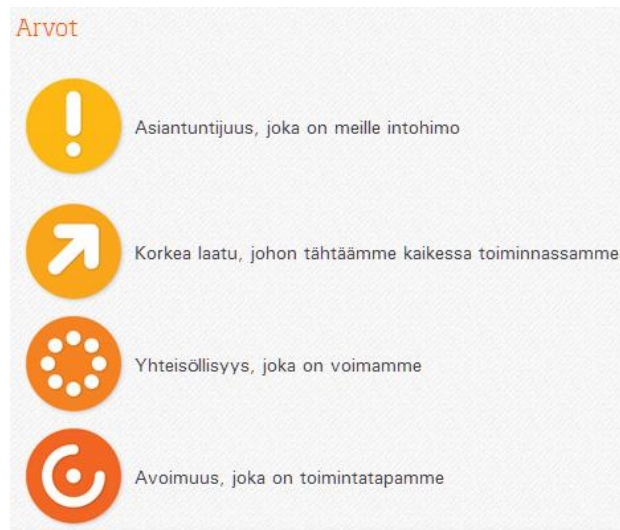 Arvot
Asiantuntijuus, joka on meille intohimo
Korkea laatu, johon tähtäämme kaikessa toiminnassamme
Yhteisöllisyys, joka on voimamme
Avoimuus, joka on toimintatapamme